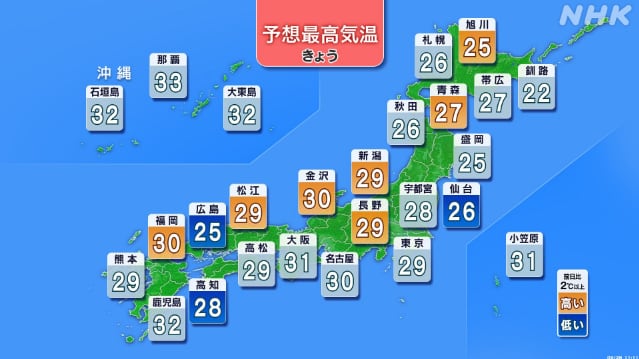 NHK
予想最高気温
きょう
沖縄
那覇
33
石垣島
32
大東島
32
旭川
25
札幌
26
釧路
22
帯広
27
青森
27
秋田
26
盛岡
25
新潟
29
金沢
30
宇都宮
28
仙台
26
長野
29
松江
29
広島
25
福岡
30
東京
29
名古屋
30
大阪
31
高松
29
熊本
29
高知
28
鹿児島
32
小笠原
31
前日比
2℃以上
高い
低い